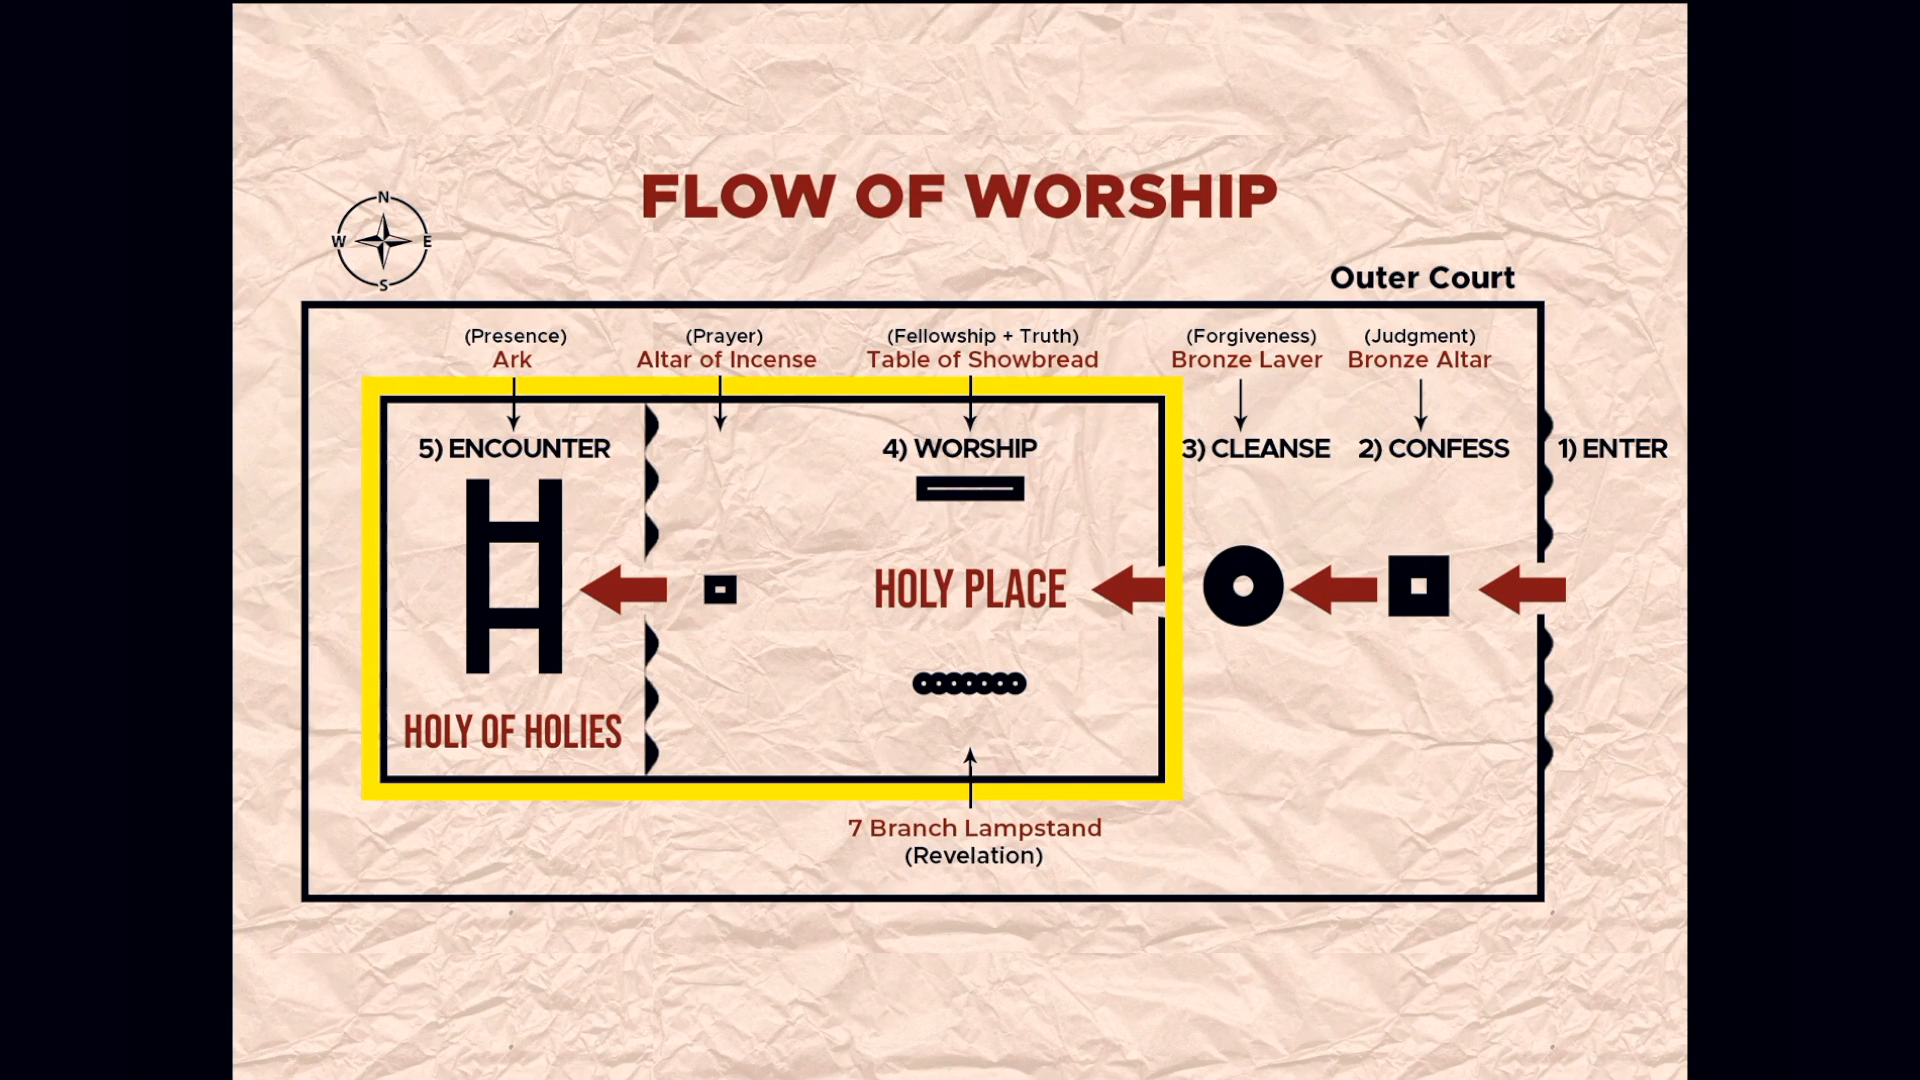 FLOW OF WORSHIP
N
W
E
S
Outer Court
(Presence)
Ark
(Prayer)
Altar of Incense
(Fellowship + Truth)
Table of Showbread
(Forgiveness)
Bronze Laver
(Judgment)
Bronze Altar
5) ENCOUNTER
4) WORSHIP
3) CLEANSE
2) CONFESS
1) ENTER
HOLY PLACE
HOLY OF HOLIES
7 Branch Lampstand
(Revelation)